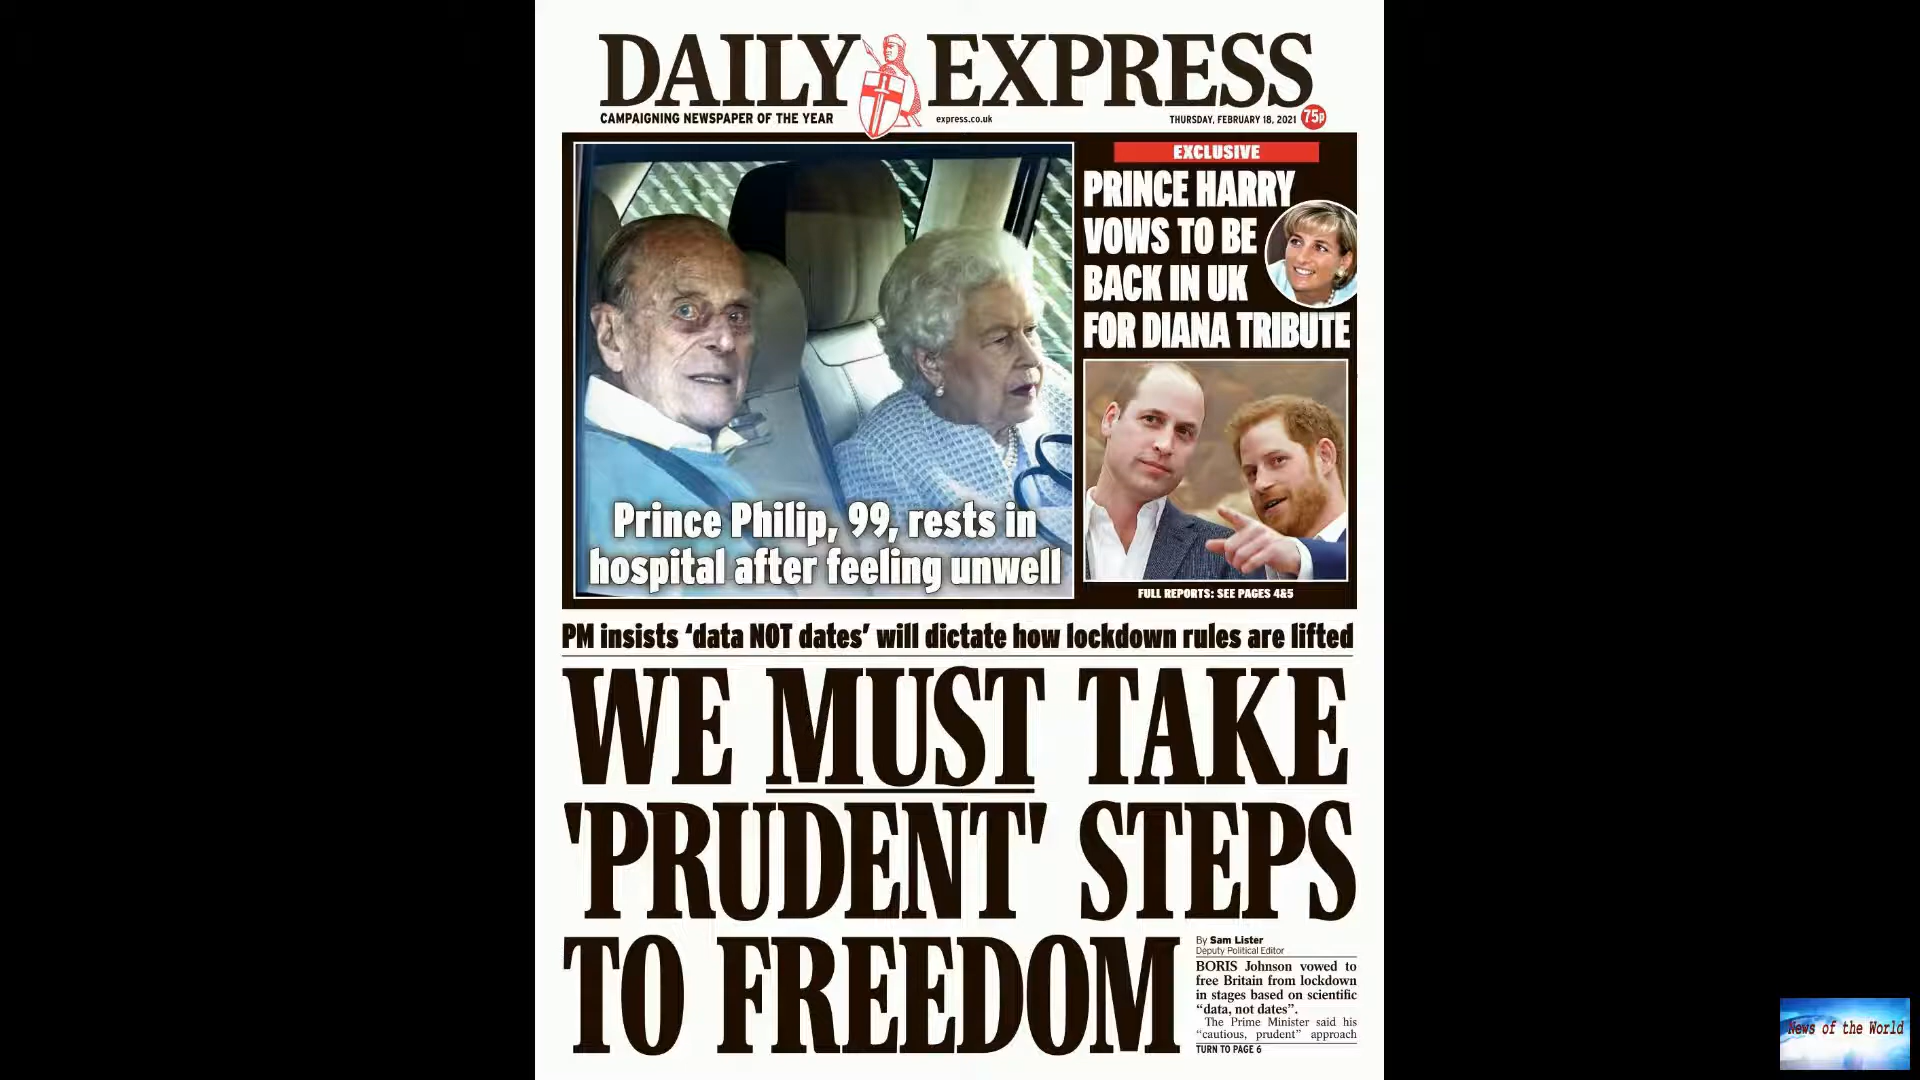 DAILY EXPRESS
CAMPAIGNING NEWSPAPER OF THE YEAR
express.co.uk
THURSDAY, FEBRUARY 18, 2021
75p
EXCLUSIVE
PRINCE HARRY
VOWS TO BE
BACK IN UK
FOR DIANA TRIBUTE
Prince Philip, 99, rests in
hospital after feeling unwell
FULL REPORTS: SEE PAGES 4&5
PM insists ‘data NOT dates’ will dictate how lockdown rules are lifted
WE MUST TAKE
'PRUDENT' STEPS
TO FREEDOM
By Sam Lister
Deputy Political Editor
BORIS Johnson vowed to
free Britain from lockdown
in stages based on scientific
“data, not dates”.
The Prime Minister said his
“cautious, prudent” approach
TURN TO PAGE 6
News of the World